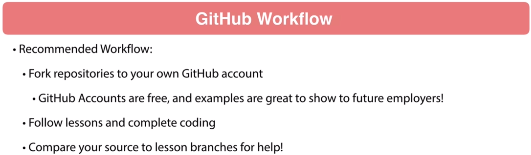 GitHub Workflow
• Recommended Workflow:
• Fork repositories to your own GitHub account
• GitHub Accounts are free, and examples are great to show to future employers!
• Follow lessons and complete coding
• Compare your source to lesson branches for help!